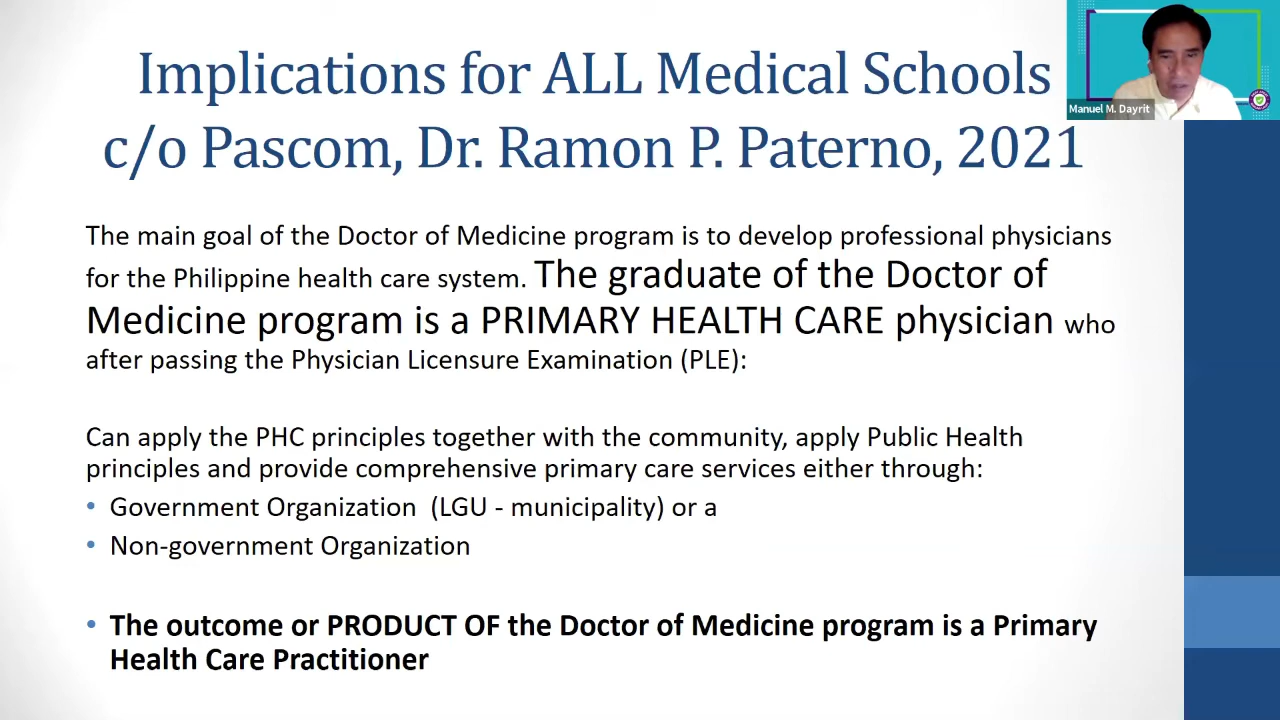 Implications for ALL Medical Schools
c/o Pascom, Dr. Ramon P. Paterno, 2021
Manuel M. Dayrit
The main goal of the Doctor of Medicine program is to develop professional physicians
for the Philippine health care system. The graduate of the Doctor of
Medicine program is a PRIMARY HEALTH CARE physician who
after passing the Physician Licensure Examination (PLE):
Can apply the PHC principles together with the community, apply Public Health
principles and provide comprehensive primary care services either through:
• Government Organization (LGU - municipality) or a
• Non-government Organization
• The outcome or PRODUCT OF the Doctor of Medicine program is a Primary
Health Care Practitioner